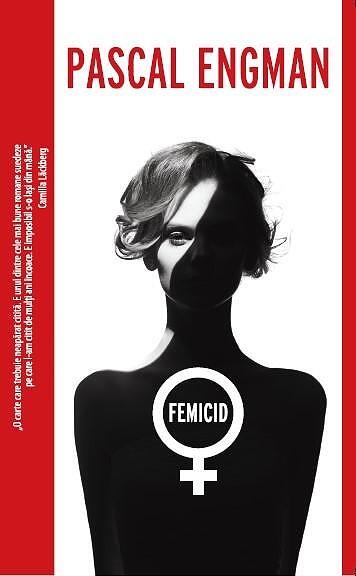 PASCAL ENGMAN
„O carte care trebuie neapărat citită. E unul dintre cele mai bune romane suedeze
pe care l-am citit de mulți ani încoace. E imposibil s-o lași din mână.”
Camilla Läckberg
FEMICID